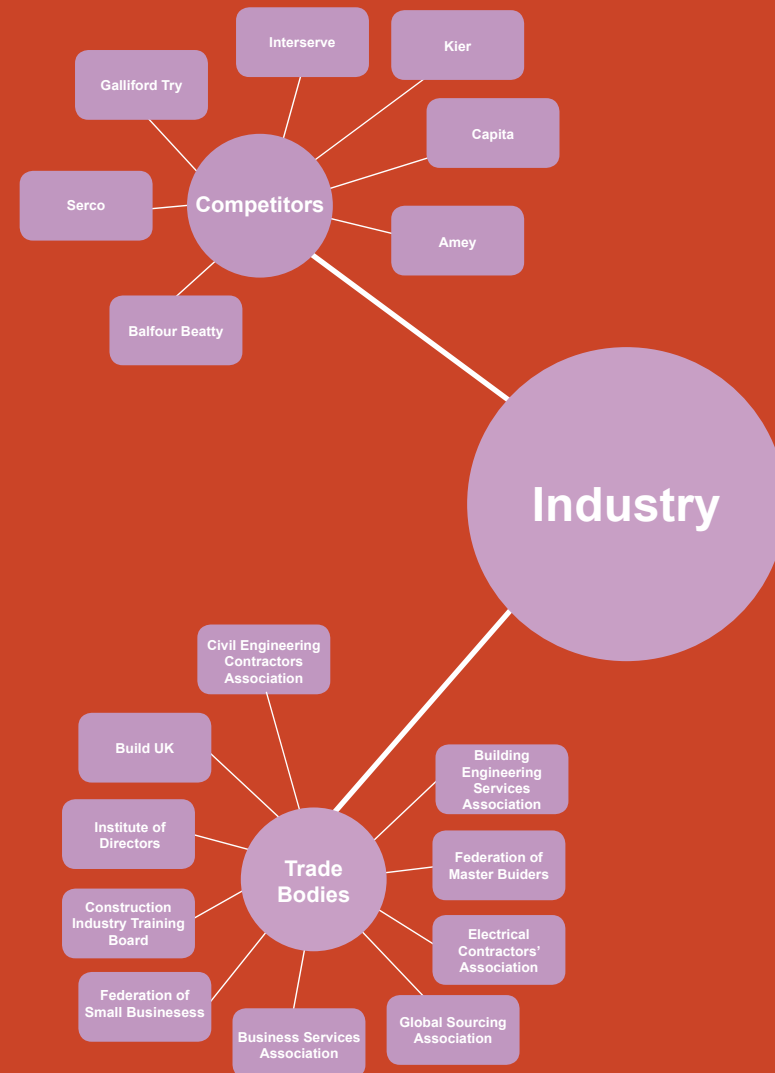 Interserve
Kier
Galliford Try
Capita
Competitors
Serco
Amey
Balfour Beatty
Industry
Civil Engineering
Contractors
Association
Build UK
Building
Engineering
Services
Association
Institute of
Directors
Trade
Bodies
Federation of
Master Buiders
Construction
Industry Training
Board
Electrical
Contractors'
Association
Federation of
Small Businesess
Global Sourcing
Association
Business Services
Association